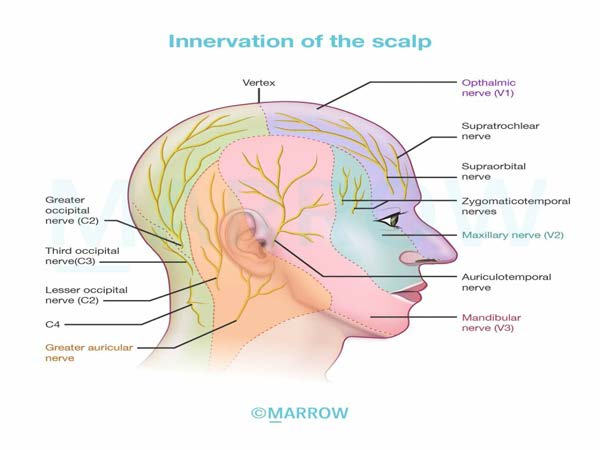 Innervation of the scalp
Vertex
Opthalmic
nerve (V1)
Supratrochlear
nerve
Supraorbital
nerve
Zygomaticotemporal
nerves
Maxillary nerve (V2)
Auriculotemporal
nerve
Mandibular
nerve (V3)
Greater
occipital
nerve (C2)
Third occipital
nerve(C3)
Lesser occipital
nerve (C2)
C4
Greater auricular
nerve
MARROW
©MARROW